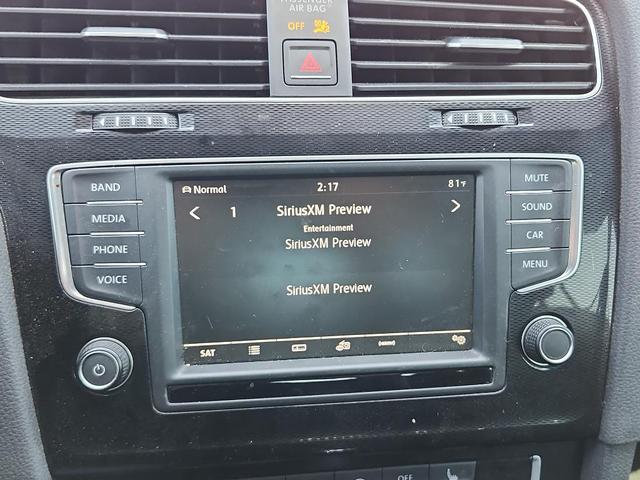 PASSENGER
AIR BAG
OFF
BAND
MEDIA
PHONE
VOICE
Normal 2:17 81°F
< 1 SiriusXM Preview >
Entertainment
SiriusXM Preview
SiriusXM Preview
SAT
MUTE
SOUND
CAR
MENU
OFF